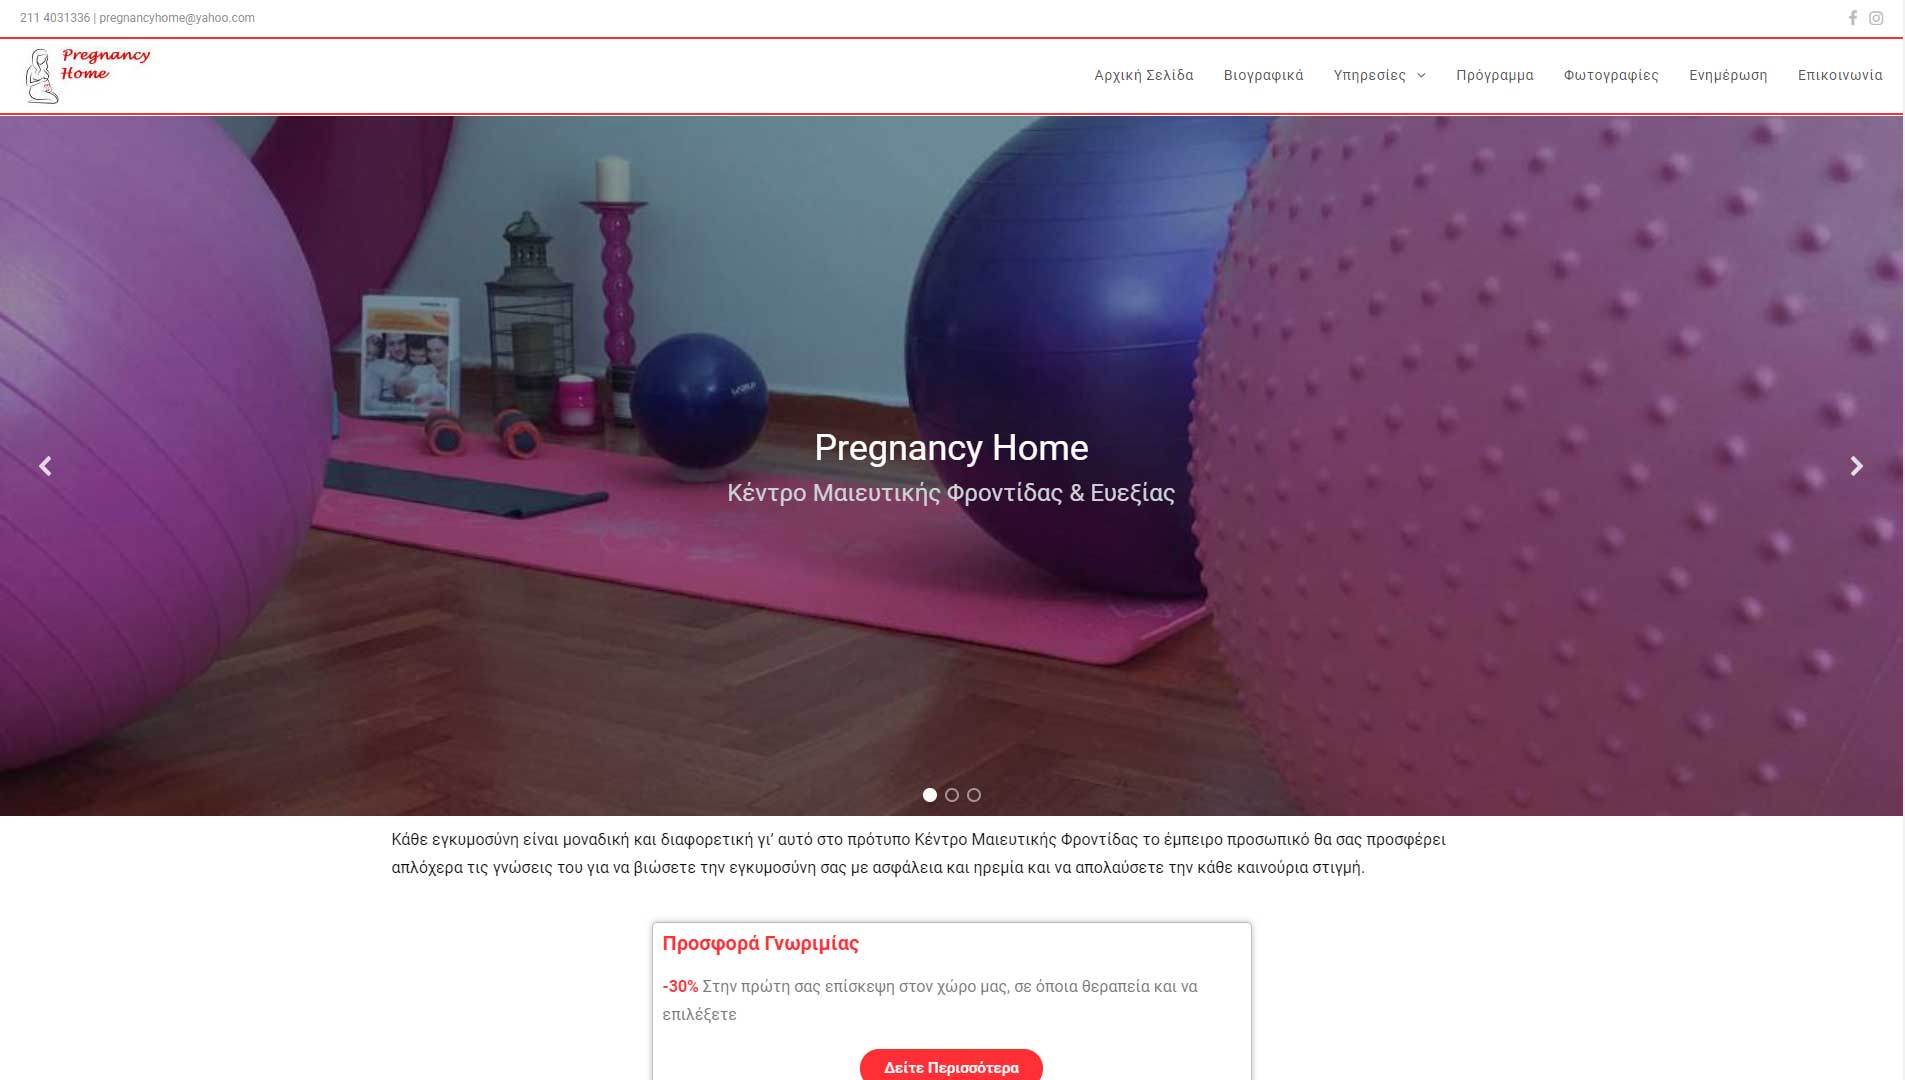 211 4031336 | pregnancyhome@yahoo.com
Pregnancy
Home
Αρχική Σελίδα
Βιογραφικά
Υπηρεσίες
Πρόγραμμα
Φωτογραφίες
Ενημέρωση
Επικοινωνία
Pregnancy Home
Κέντρο Μαιευτικής Φροντίδας & Ευεξίας
Κάθε εγκυμοσύνη είναι μοναδική και διαφορετική γι’ αυτό στο πρότυπο Κέντρο Μαιευτικής Φροντίδας το έμπειρο προσωπικό θα σας προσφέρει
απλόχερα τις γνώσεις του για να βιώσετε την εγκυμοσύνη σας με ασφάλεια και ηρεμία και να απολαύσετε την κάθε καινούρια στιγμή.
Προσφορά Γνωριμίας
-30% Στην πρώτη σας επίσκεψη στον χώρο μας, σε όποια θεραπεία και να
επιλέξετε
Δείτε Περισσότερα